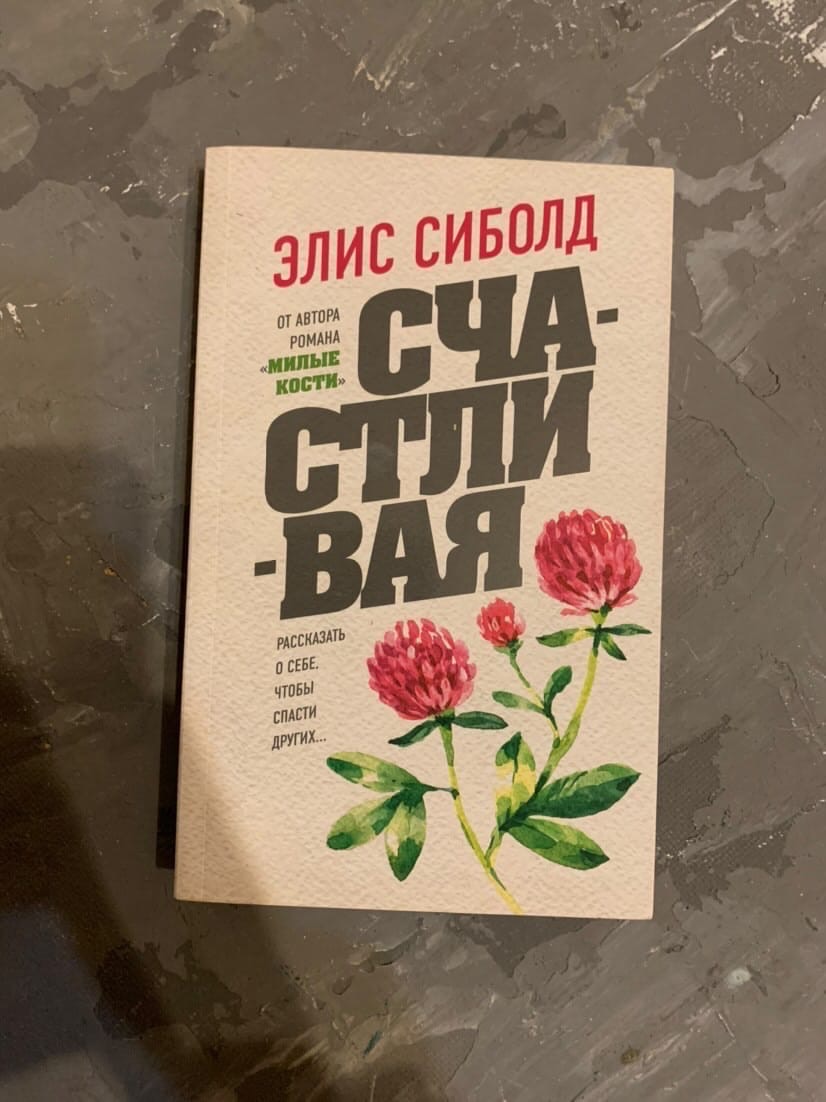 ЭЛИС СИБОЛД
ОТ АВТОРА
РОМАНА
«МИЛЫЕ
КОСТИ»
СЧА-
СТЛИ
-ВАЯ
РАССКАЗАТЬ
О СЕБЕ,
ЧТОБЫ
СПАСТИ
ДРУГИХ...